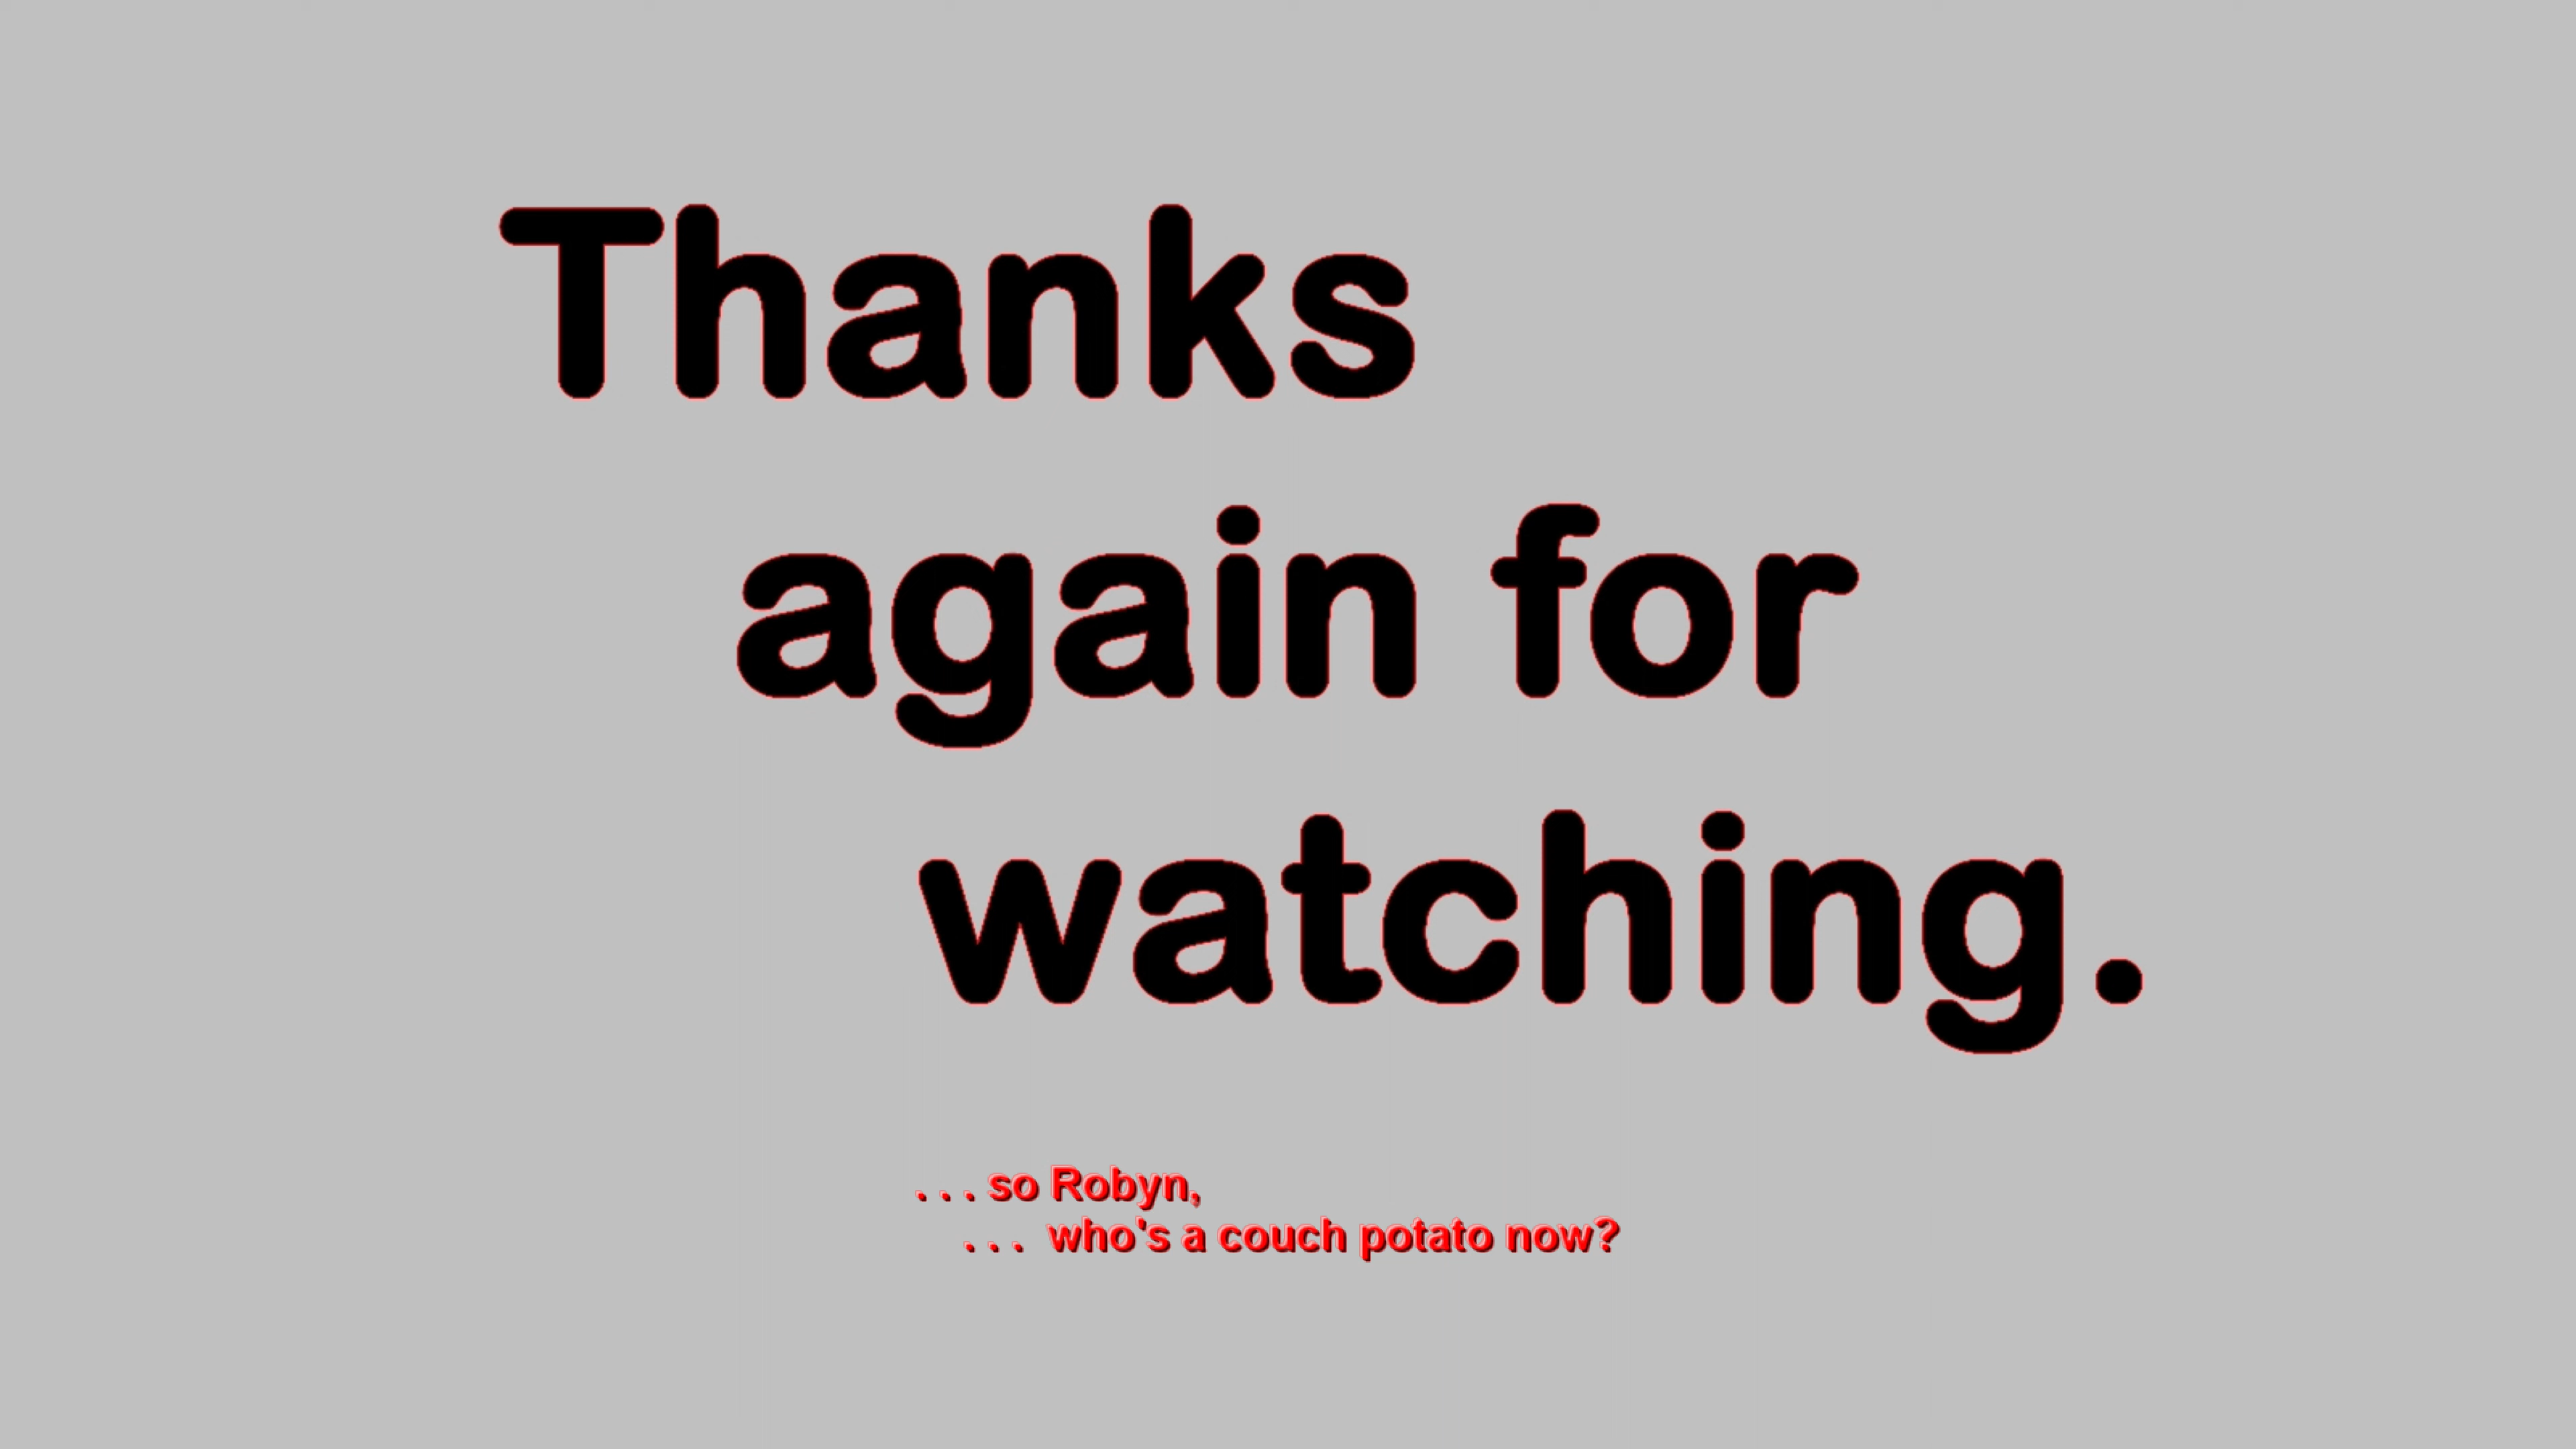 Thanks
again for
watching.
. . . so Robyn,
. . . who's a couch potato now?